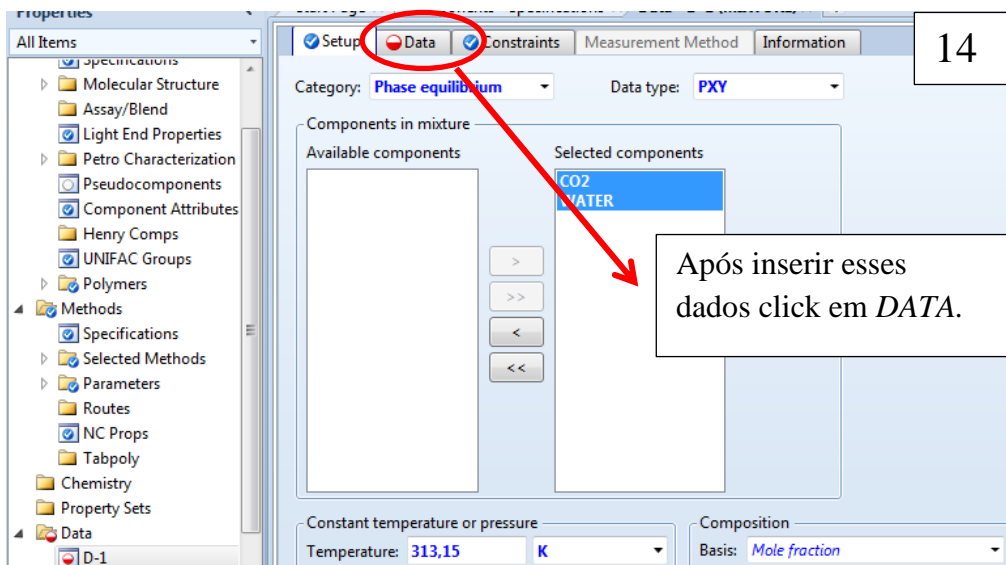 Properties
All Items
Specifications
Molecular Structure
Assay/Blend
Light End Properties
Petro Characterization
Pseudocomponents
Component Attributes
Henry Comps
UNIFAC Groups
Polymers
Methods
Specifications
Selected Methods
Parameters
Routes
NC Props
Tabpoly
Chemistry
Property Sets
Data
D-1
Setup Data Constraints Measurement Method Information
14
Category: Phase equilibrium Data type: PXY
Components in mixture
Available components Selected components
CO2
WATER
>
>>
<
<<
Após inserir esses
dados click em DATA.
Constant temperature or pressure Composition
Temperature: 313,15 K Basis: Mole fraction